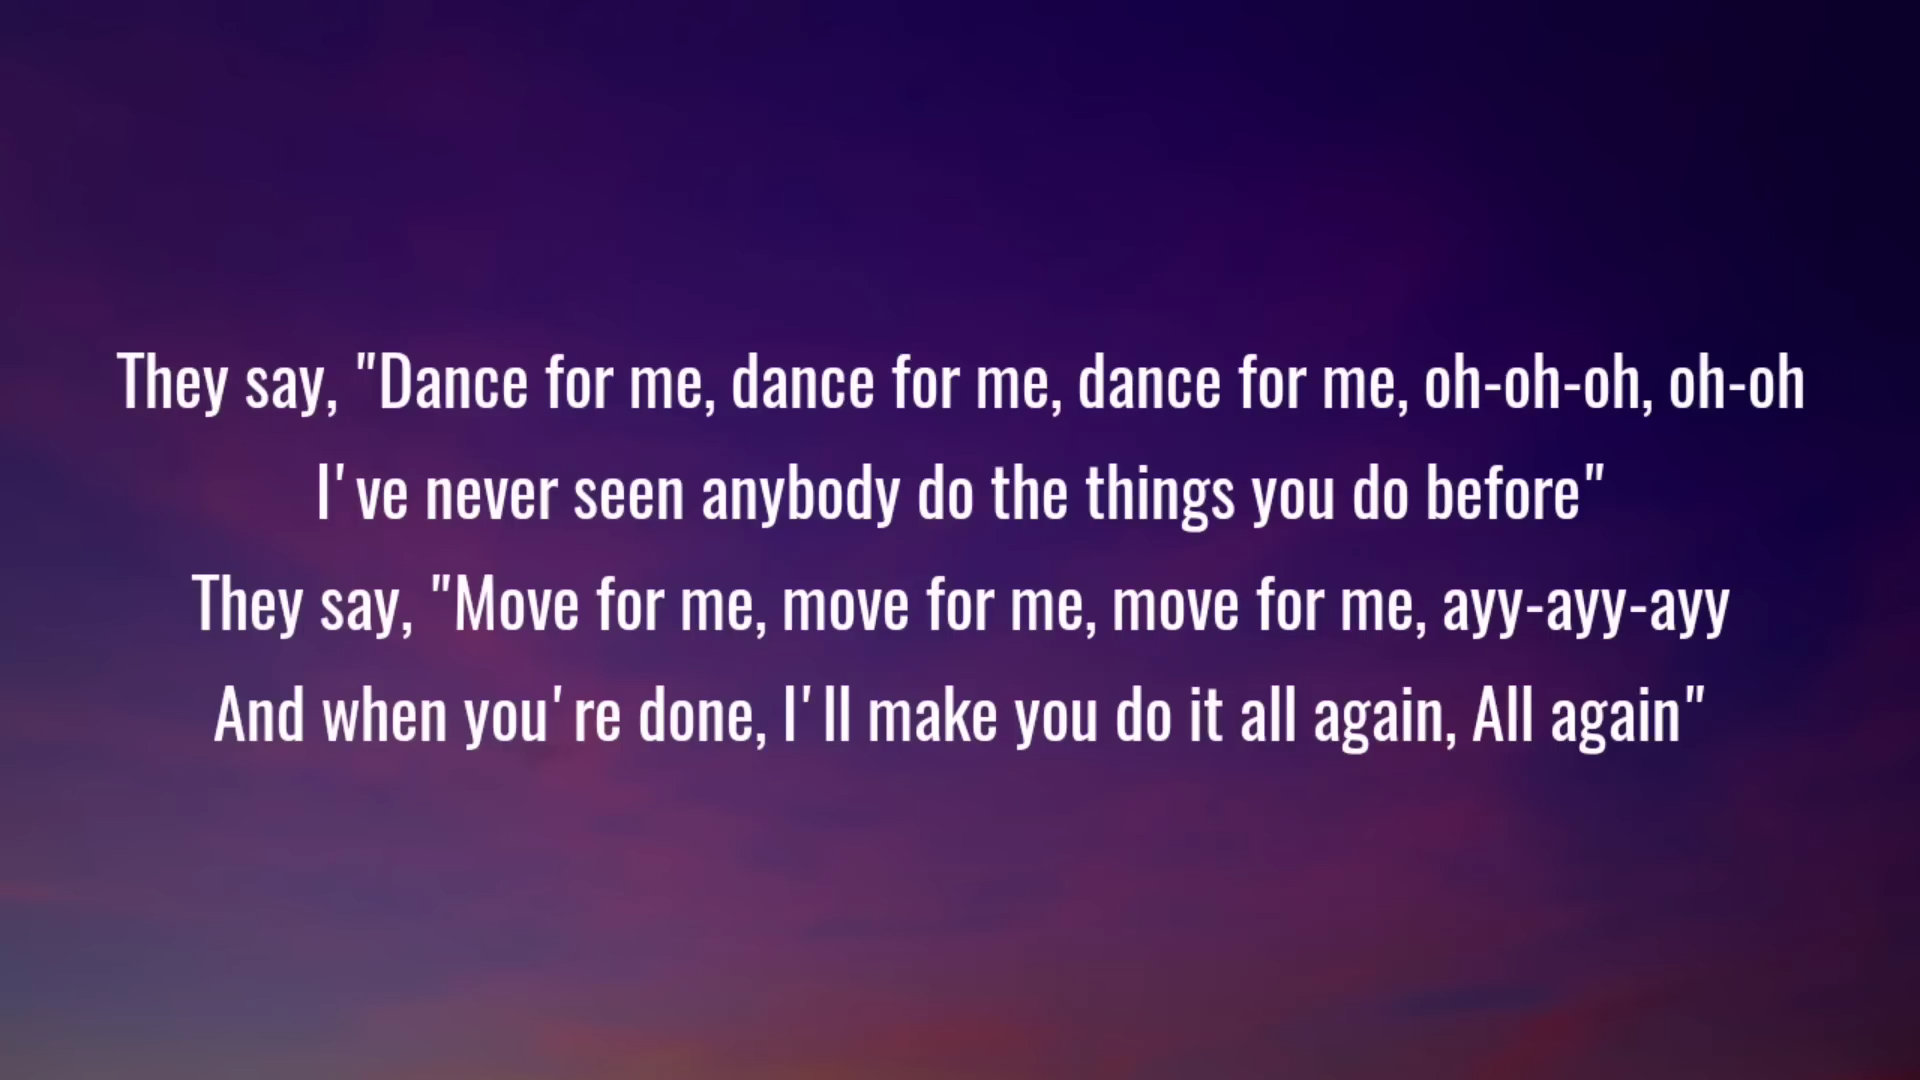 They say, "Dance for me, dance for me, dance for me, oh-oh-oh, oh-oh
I've never seen anybody do the things you do before"
They say, "Move for me, move for me, move for me, ayy-ayy-ayy
And when you're done, I'll make you do it all again, All again"